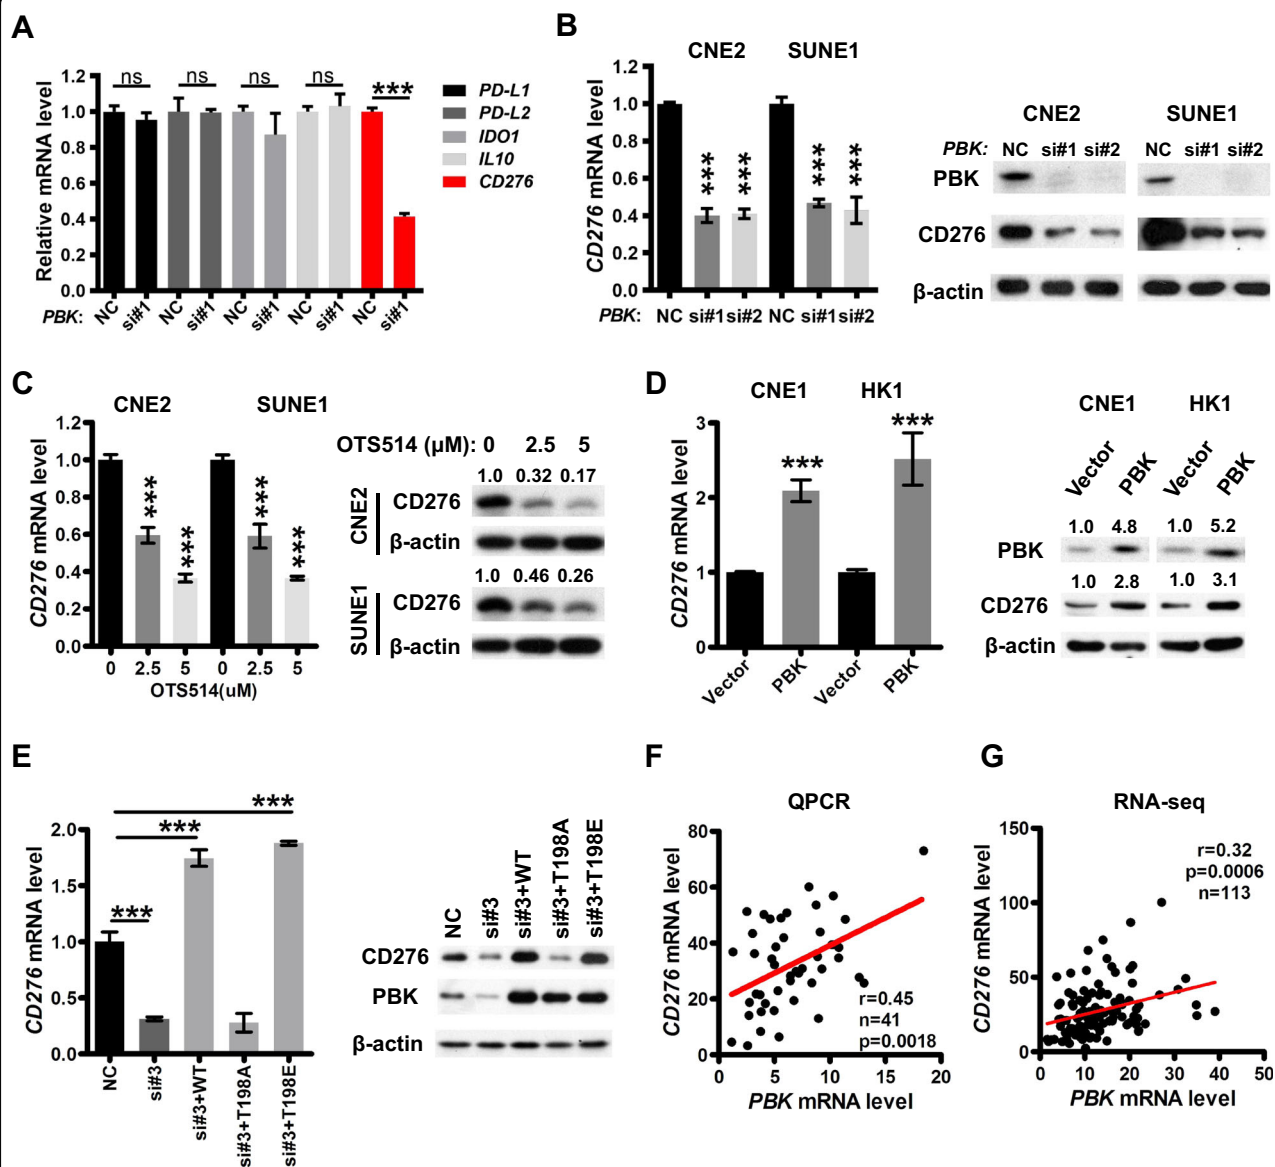 A
Relative mRNA level
1.2
1.0
0.8
0.6
0.4
0.2
0.0
ns
ns
ns
ns
***
PD-L1
PD-L2
IDO1
IL10
CD276
PBK:
NC
si#1
NC
si#1
NC
si#1
NC
si#1
NC
si#1
B
CNE2
SUNE1
CD276 mRNA level
1.2
1.0
0.8
0.6
0.4
0.2
0.0
***
***
***
***
PBK: NC si#1 si#2 NC si#1 si#2
CNE2
SUNE1
PBK: NC si#1 si#2 NC si#1 si#2
PBK
CD276
β-actin
C
CNE2
SUNE1
CD276 mRNA level
1.2
1.0
0.8
0.6
0.4
0.2
0.0
***
***
***
***
0 2.5 5 0 2.5 5
OTS514(uM)
OTS514 (μM): 0 2.5 5
CNE2
1.0 0.32 0.17
CD276
β-actin
SUNE1
1.0 0.46 0.26
CD276
β-actin
D
CNE1
HK1
CD276 mRNA level
3
2
1
0
***
***
Vector
PBK
Vector
PBK
CNE1
HK1
Vector
PBK
Vector
PBK
1.0 4.8 1.0 5.2
PBK
1.0 2.8 1.0 3.1
CD276
β-actin
E
CD276 mRNA level
2.0
1.5
1.0
0.5
0.0
***
***
***
NC
si#3
si#3+WT
si#3+T198A
si#3+T198E
NC
si#3
si#3+WT
si#3+T198A
si#3+T198E
CD276
PBK
β-actin
F
QPCR
CD276 mRNA level
80
60
40
20
0
r=0.45
n=41
p=0.0018
0 5 10 15 20
PBK mRNA level
G
RNA-seq
CD276 mRNA level
150
100
50
0
r=0.32
p=0.0006
n=113
0 10 20 30 40 50
PBK mRNA level